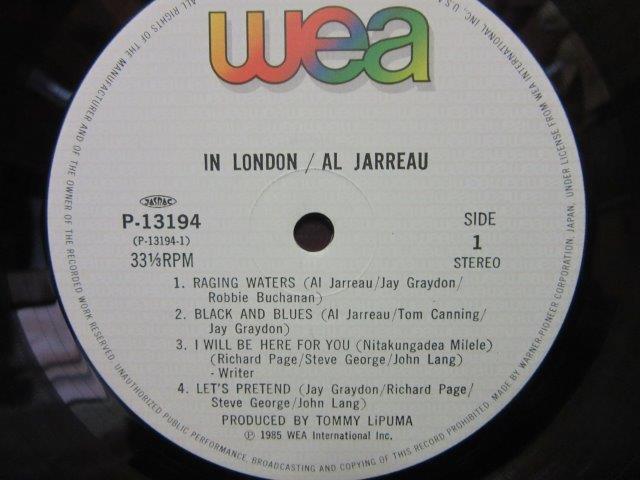 wea
IN LONDON / AL JARREAU
JASRAC
P-13194
(P-13194-1)
33⅓RPM
SIDE
1
STEREO
1. RAGING WATERS (Al Jarreau/Jay Graydon/
Robbie Buchanan)
2. BLACK AND BLUES (Al Jarreau/Tom Canning/
Jay Graydon)
3. I WILL BE HERE FOR YOU (Nitakungadea Milele)
(Richard Page/Steve George/John Lang)
- Writer
4. LET'S PRETEND (Jay Graydon/Richard Page/
Steve George/John Lang)
PRODUCED BY TOMMY LiPUMA
℗ 1985 WEA International Inc.
ALL RIGHTS OF THE MANUFACTURER AND OF THE OWNER OF THE RECORDED WORK RESERVED. UNAUTHORIZED PUBLIC PERFORMANCE, BROADCASTING AND COPYING OF THIS RECORD PROHIBITED. MADE BY WARNER-PIONEER CORPORATION, JAPAN, UNDER LICENSE FROM WEA INTERNATIONAL INC., U.S.A.